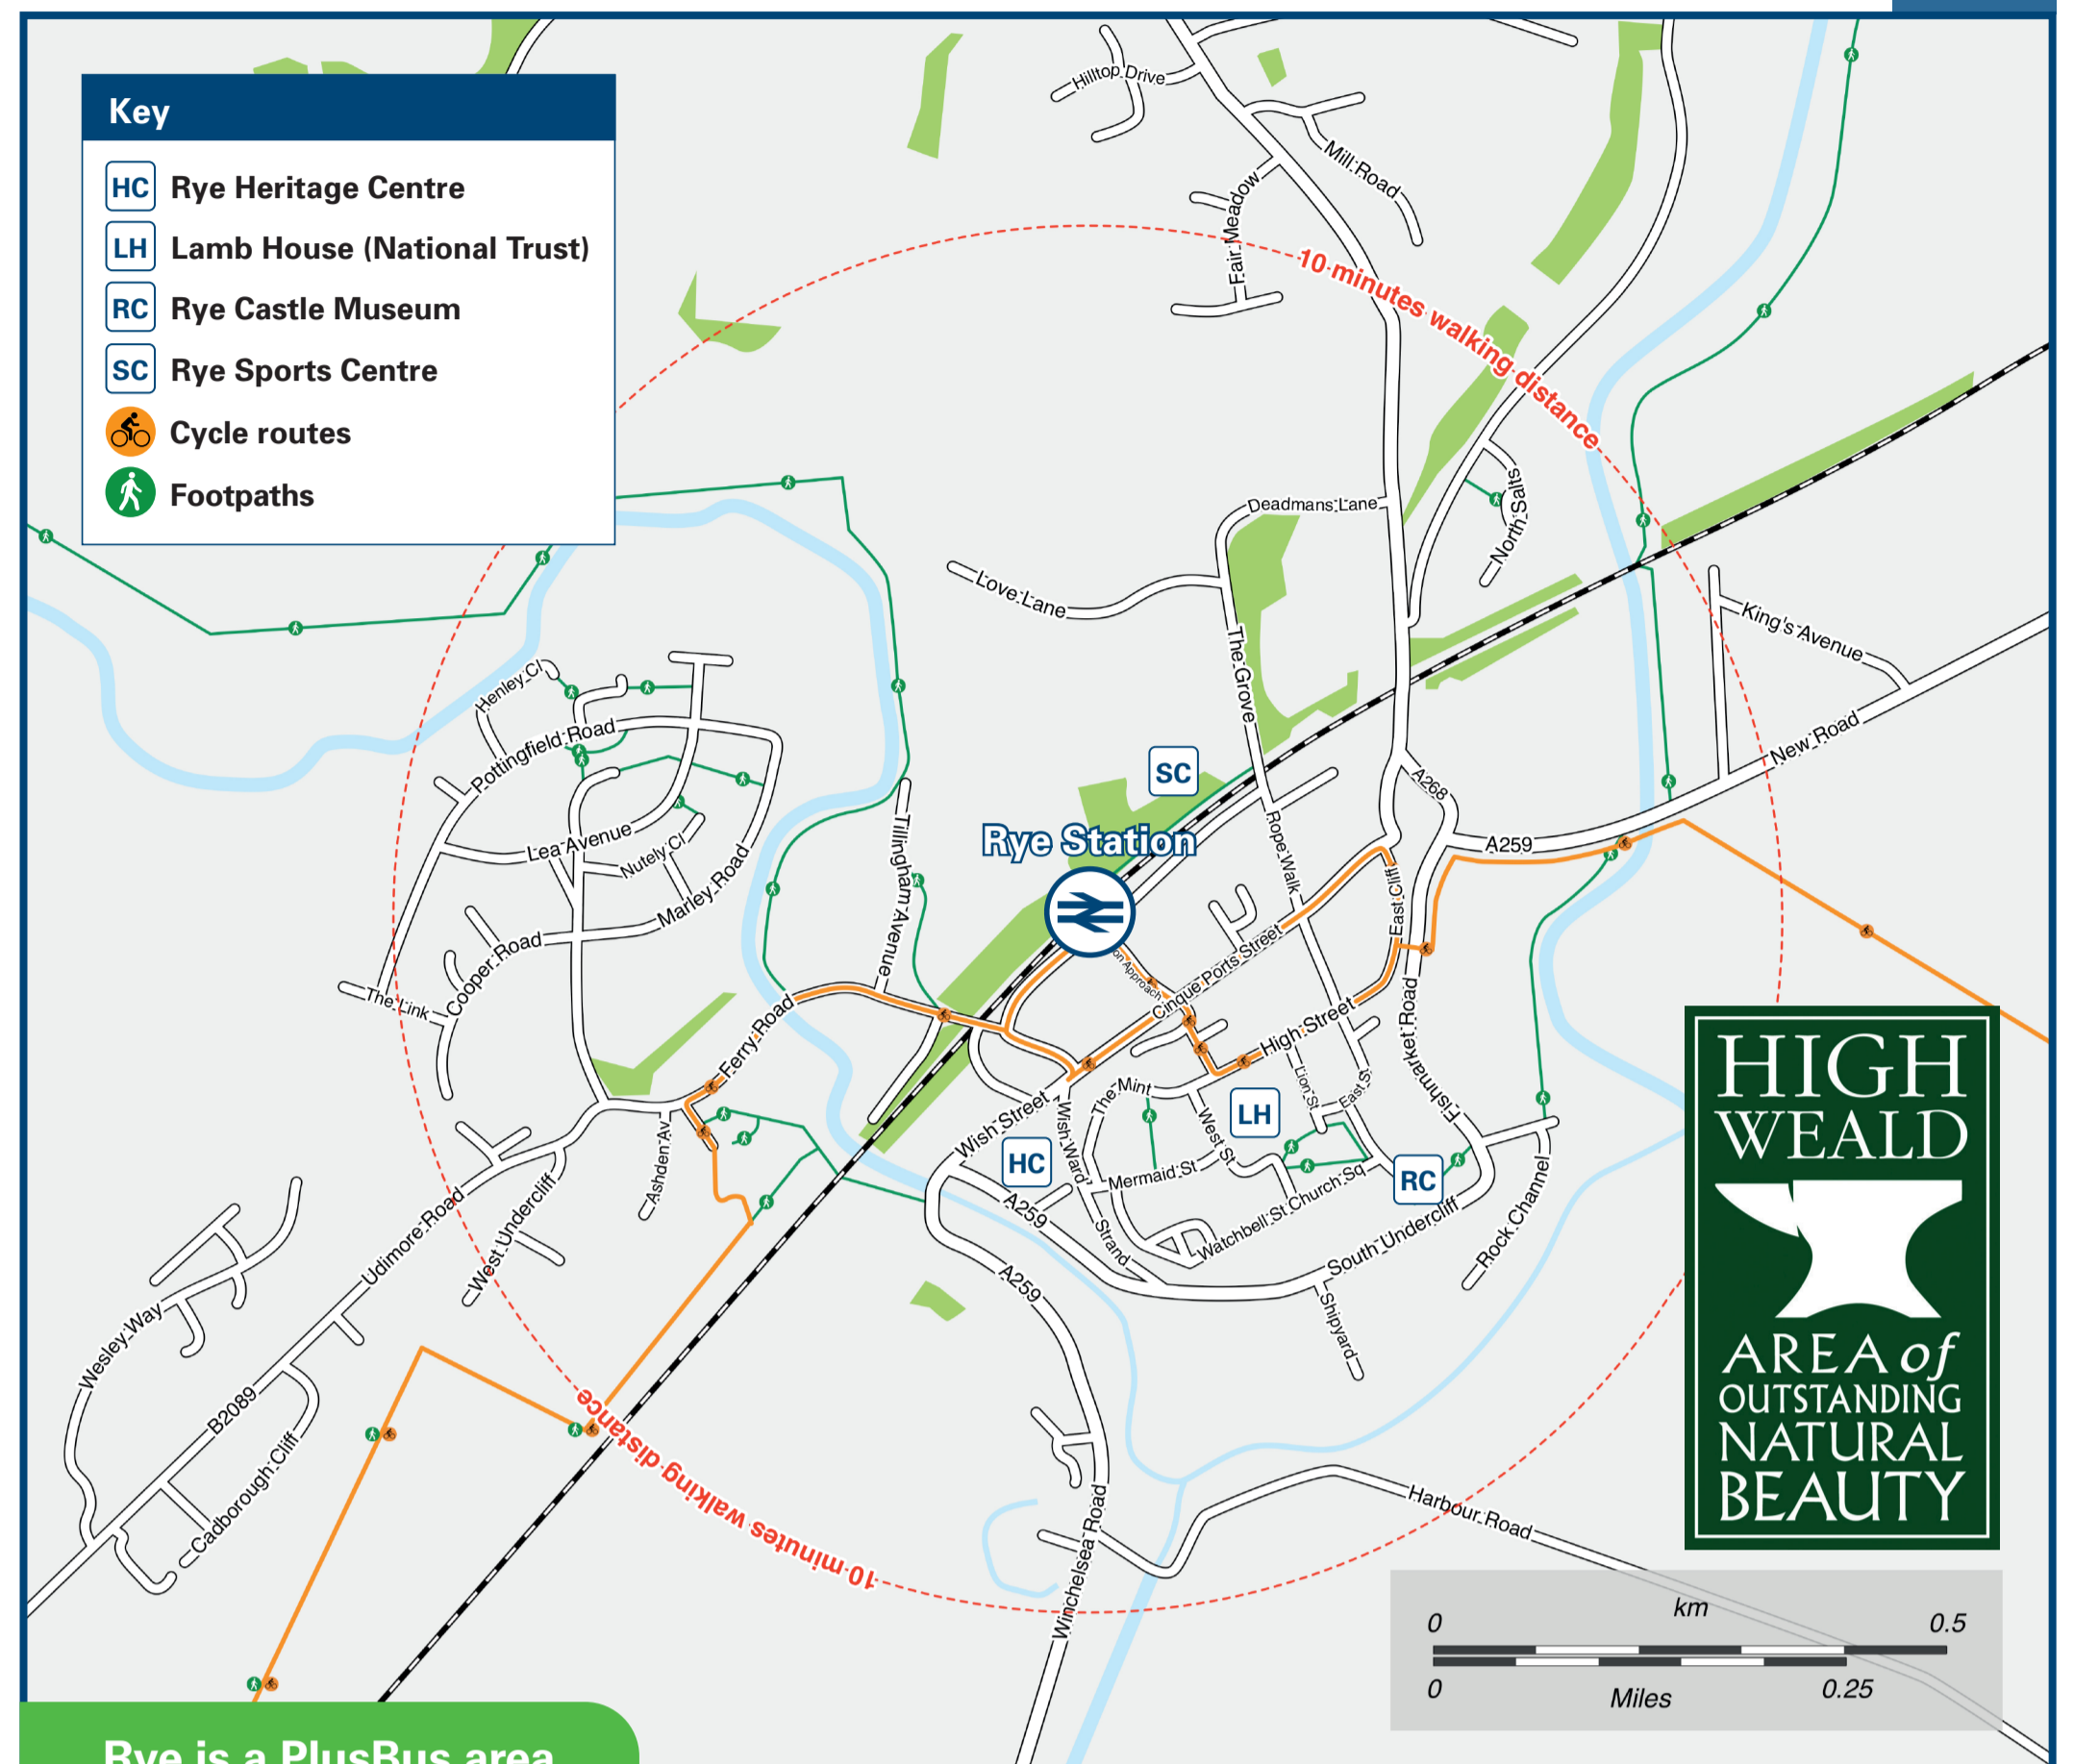 Key
HC Rye Heritage Centre
LH Lamb House (National Trust)
RC Rye Castle Museum
SC Rye Sports Centre
Cycle routes
Footpaths
Hilltop Drive
Mill Road
Fair Meadow
10 minutes walking distance
Deadmans Lane
North Salts
Love Lane
King's Avenue
The Grove
Henley Cl
Pottingfield Road
New Road
SC
A268
Rye Station
Rope Walk
Tillingham Avenue
Lea Avenue
Nutely Cl
A259
East Cliff
Marley Road
Cooper Road
on Approach
Cinque Ports Street
The Link
Ferry Road
High Street
Fishmarket Road
HIGH
WEALD
AREA of
OUTSTANDING
NATURAL
BEAUTY
The Mint
Lion St
East St
LH
Wish Street
Wish Ward
West St
HC
Ashden Av
Mermaid St
RC
Church Sq
Watchbell St
A259
Strand
South Undercliff
Rock Channel
Udimore Road
West Undercliff
A259
Shipyard
Wesley Way
B2089
Cadborough Cliff
10 minutes walking distance
Harbour Road
Winchelsea Road
km
0 0.5
0 0.25
Miles
Rye is a PlusBus area